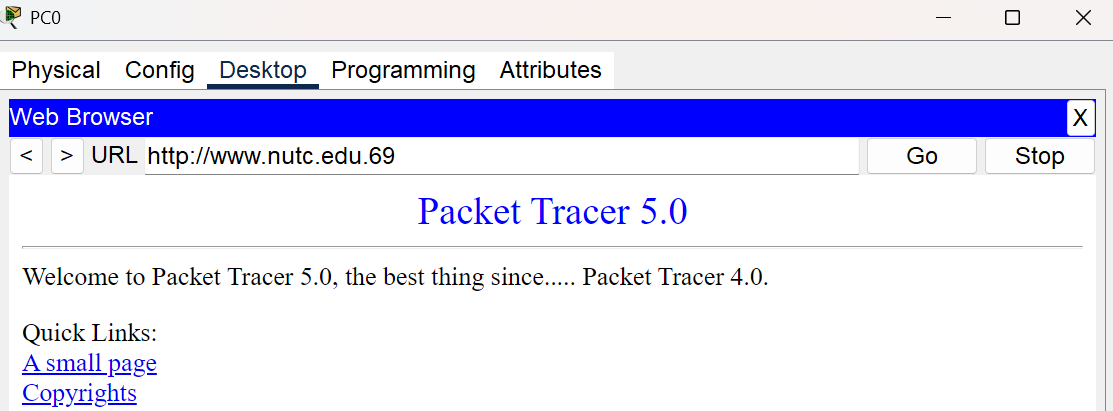 PC0
Physical Config Desktop Programming Attributes
Web Browser X
< > URL http://www.nutc.edu.69 Go Stop
Packet Tracer 5.0
Welcome to Packet Tracer 5.0, the best thing since..... Packet Tracer 4.0.
Quick Links:
A small page
Copyrights